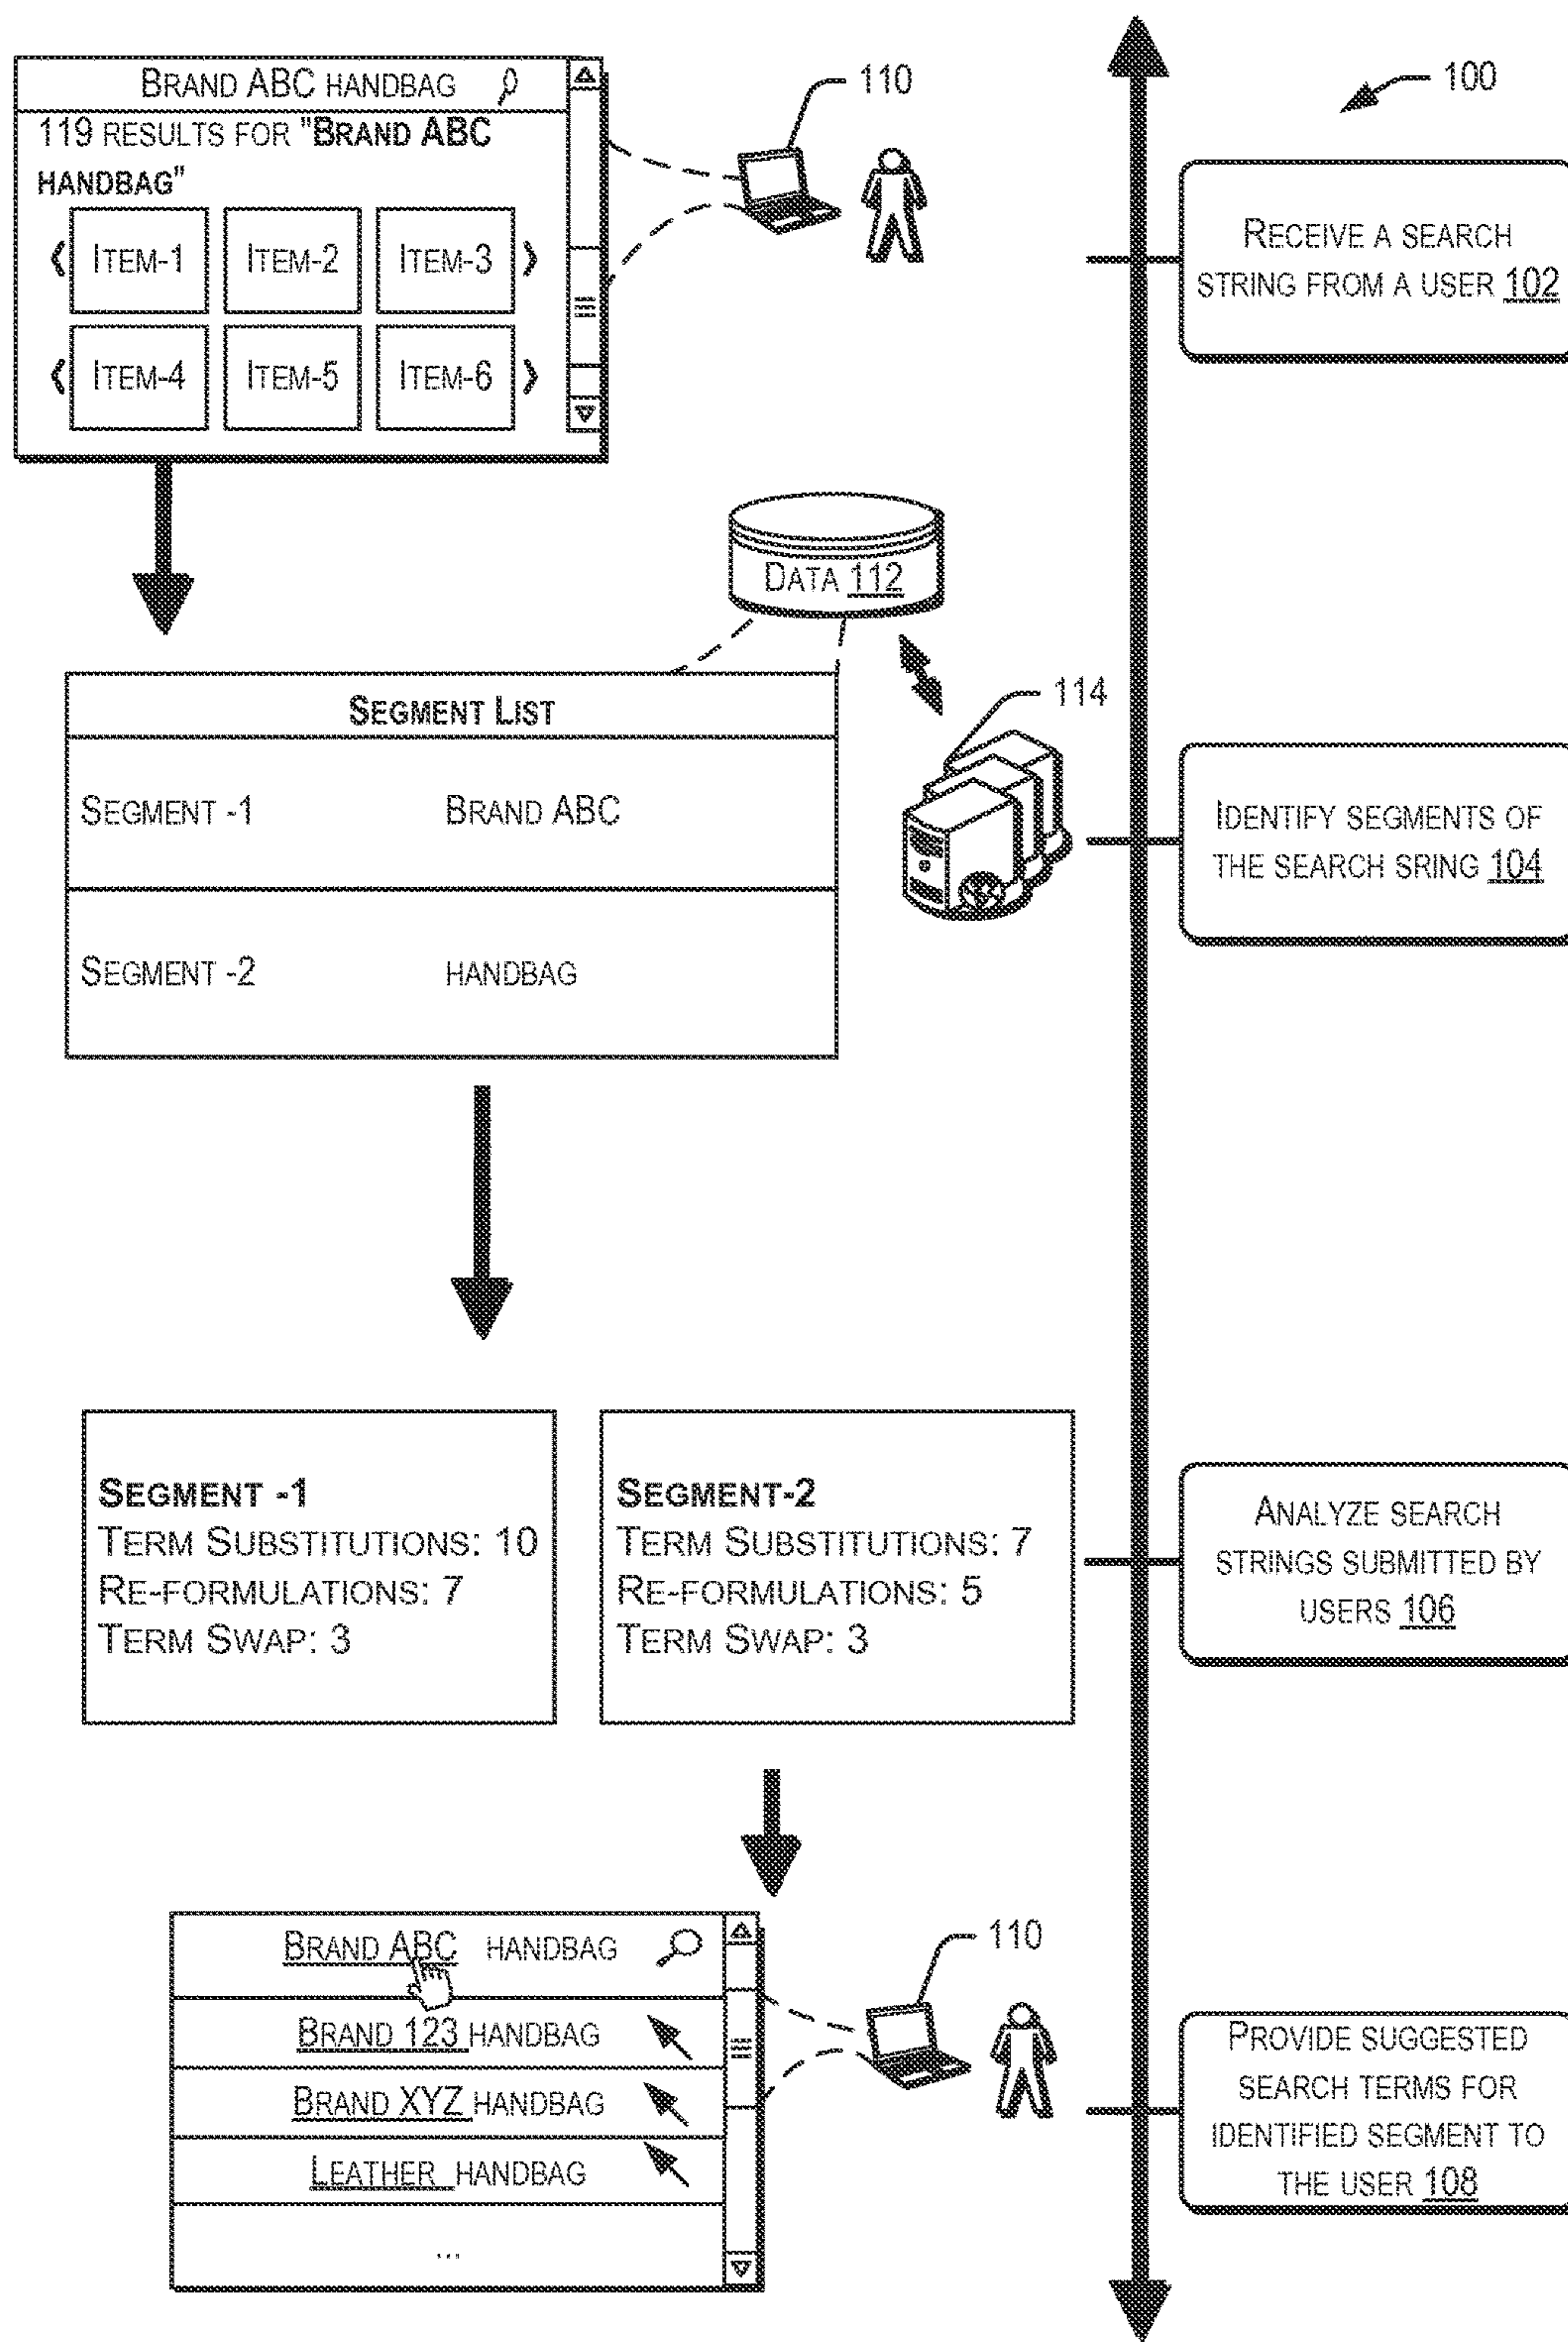 BRAND ABC HANDBAG
119 RESULTS FOR "BRAND ABC
HANDBAG"
ITEM-1
ITEM-2
ITEM-3
ITEM-4
ITEM-5
ITEM-6
110
100
RECEIVE A SEARCH
STRING FROM A USER 102
DATA 112
114
SEGMENT LIST
SEGMENT -1 BRAND ABC
SEGMENT -2 HANDBAG
IDENTIFY SEGMENTS OF
THE SEARCH SRING 104
SEGMENT -1
TERM SUBSTITUTIONS: 10
RE-FORMULATIONS: 7
TERM SWAP: 3
SEGMENT-2
TERM SUBSTITUTIONS: 7
RE-FORMULATIONS: 5
TERM SWAP: 3
ANALYZE SEARCH
STRINGS SUBMITTED BY
USERS 106
BRAND ABC HANDBAG
BRAND 123 HANDBAG
BRAND XYZ HANDBAG
LEATHER HANDBAG
...
110
PROVIDE SUGGESTED
SEARCH TERMS FOR
IDENTIFIED SEGMENT TO
THE USER 108